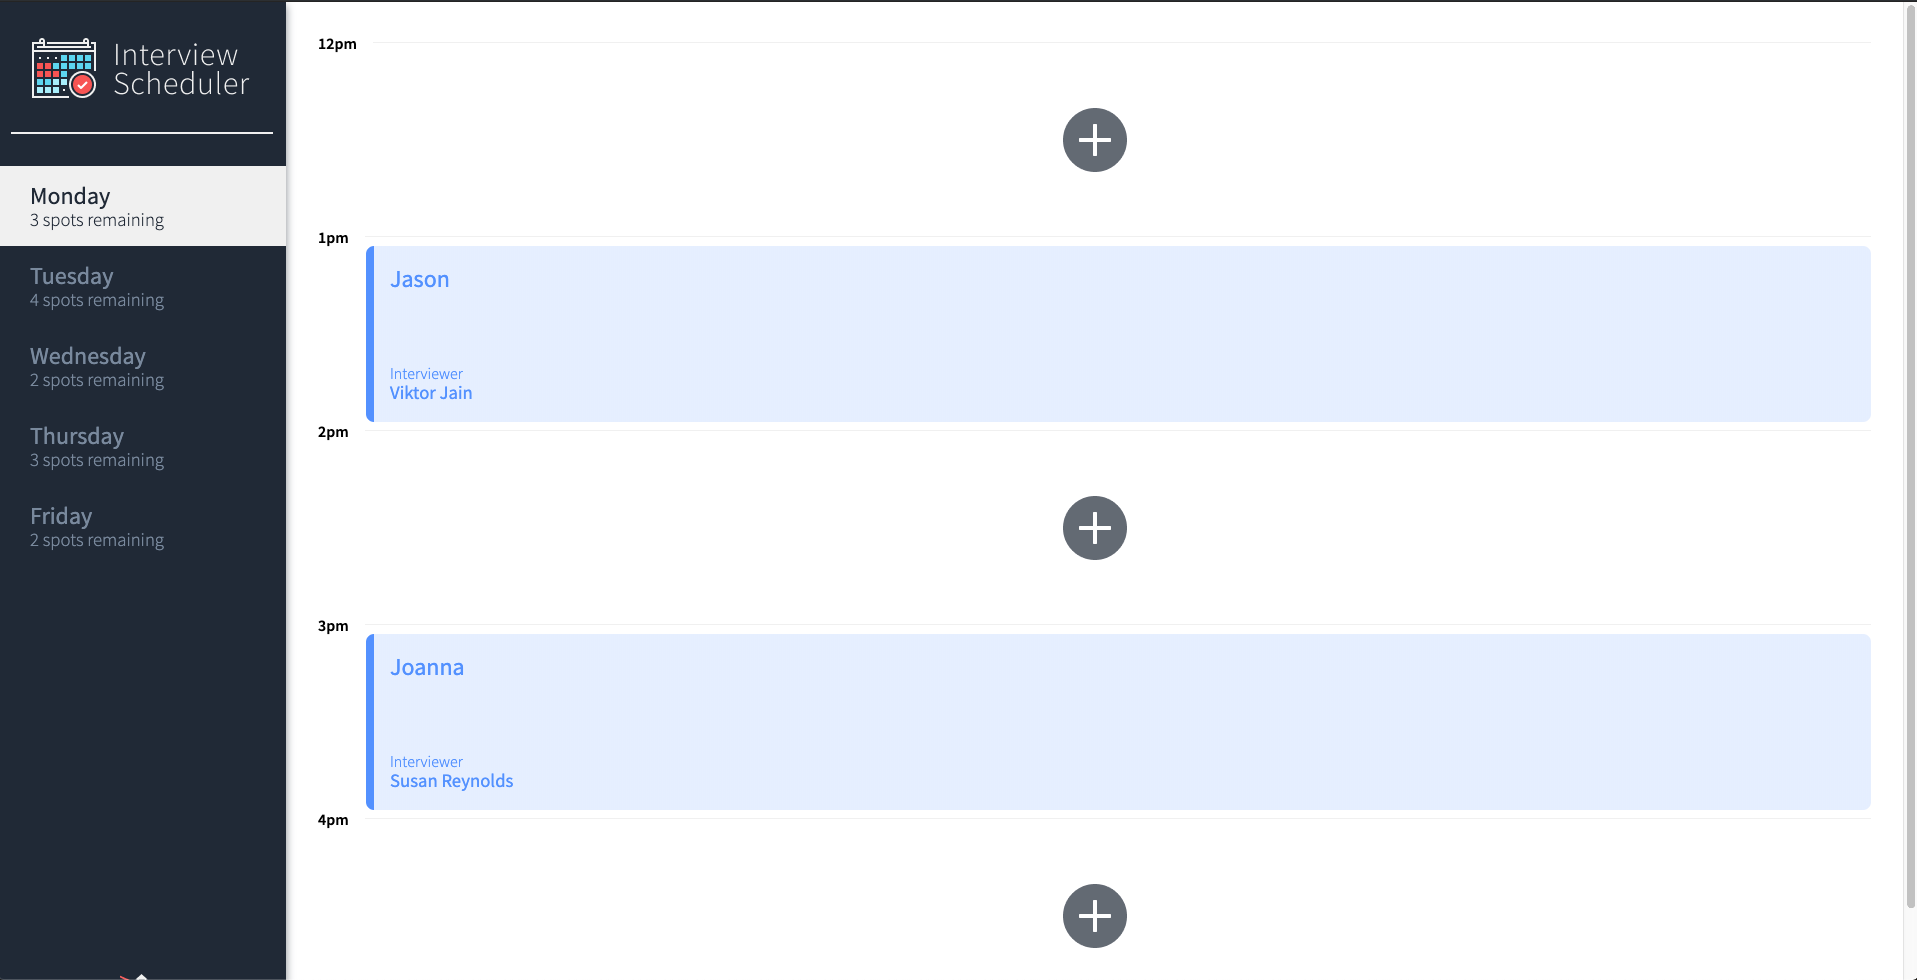 Interview
Scheduler
Monday
3 spots remaining
Tuesday
4 spots remaining
Wednesday
2 spots remaining
Thursday
3 spots remaining
Friday
2 spots remaining
12pm
1pm
Jason
Interviewer
Viktor Jain
2pm
3pm
Joanna
Interviewer
Susan Reynolds
4pm